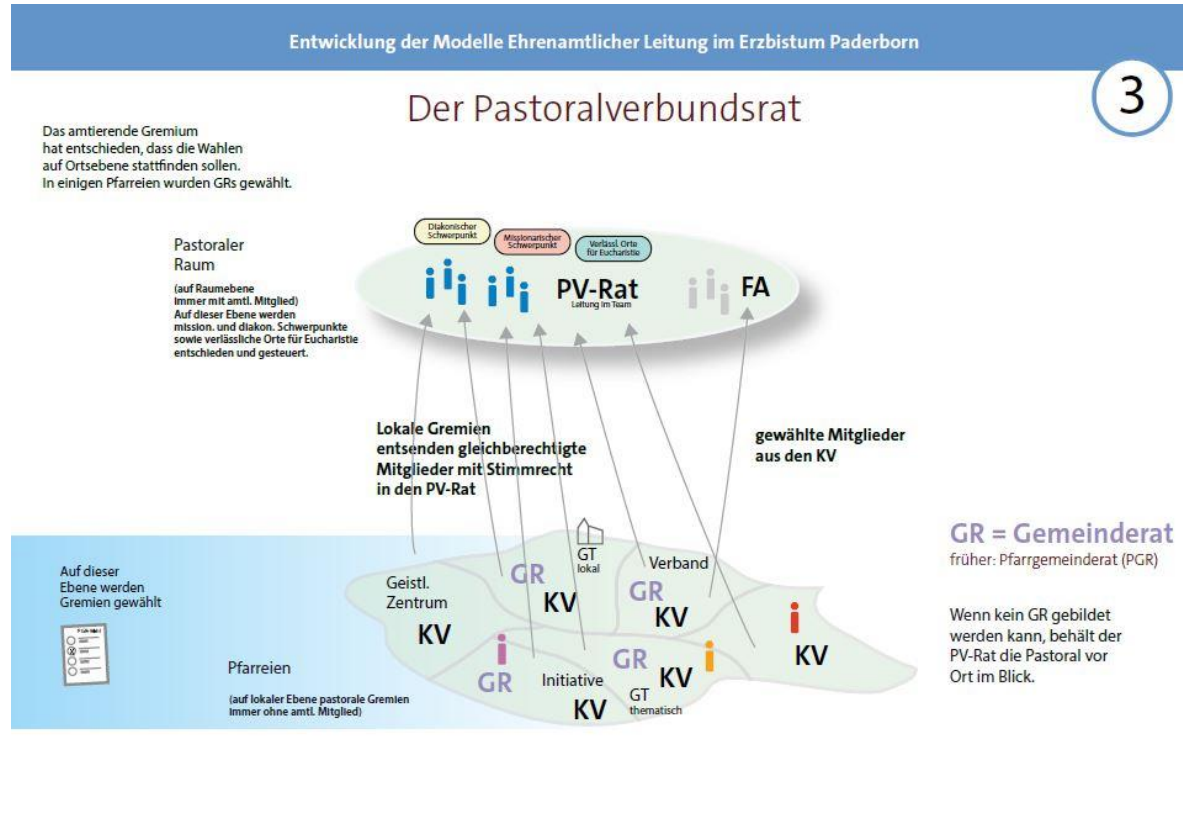 Entwicklung der Modelle Ehrenamtlicher Leitung im Erzbistum Paderborn
3
Der Pastoralverbundsrat
Das amtierende Gremium
hat entschieden, dass die Wahlen
auf Ortsebene stattfinden sollen.
In einigen Pfarreien wurden GRs gewählt.
Diakonischer
Schwerpunkt
Missionarischer
Schwerpunkt
Verlässl. Orte
für Eucharistie
Pastoraler
Raum
(auf Raumebene
immer mit amtl. Mitglied)
Auf dieser Ebene werden
mission. und diakon. Schwerpunkte
sowie verlässliche Orte für Eucharistie
entschieden und gesteuert.
PV-Rat
Leitung im Team
FA
Lokale Gremien
entsenden gleichberechtigte
Mitglieder mit Stimmrecht
in den PV-Rat
gewählte Mitglieder
aus den KV
GR = Gemeinderat
früher: Pfarrgemeinderat (PGR)
Wenn kein GR gebildet
werden kann, behält der
PV-Rat die Pastoral vor
Ort im Blick.
Auf dieser
Ebene werden
Gremien gewählt
Pfarreien
(auf lokaler Ebene pastorale Gremien
immer ohne amtl. Mitglied)
Geistl.
Zentrum
KV
GR
KV
GT
lokal
Verband
GR
KV
KV
GR
Initiative
KV
GR
KV
GT
thematisch